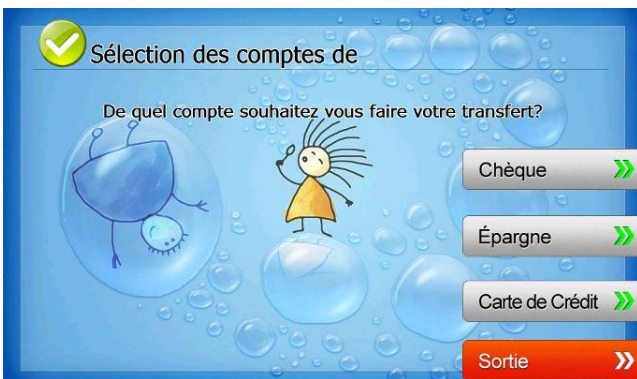 Sélection des comptes de
De quel compte souhaitez vous faire votre transfert?
Chèque
Épargne
Carte de Crédit
Sortie